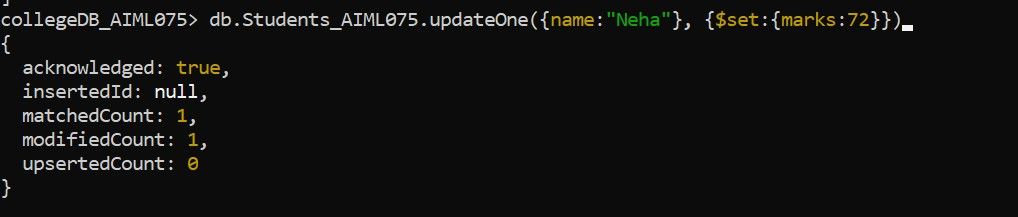 ]
collegeDB_AIML075> db.Students_AIML075.updateOne({name:"Neha"}, {$set:{marks:72}})
{
  acknowledged: true,
  insertedId: null,
  matchedCount: 1,
  modifiedCount: 1,
  upsertedCount: 0
}